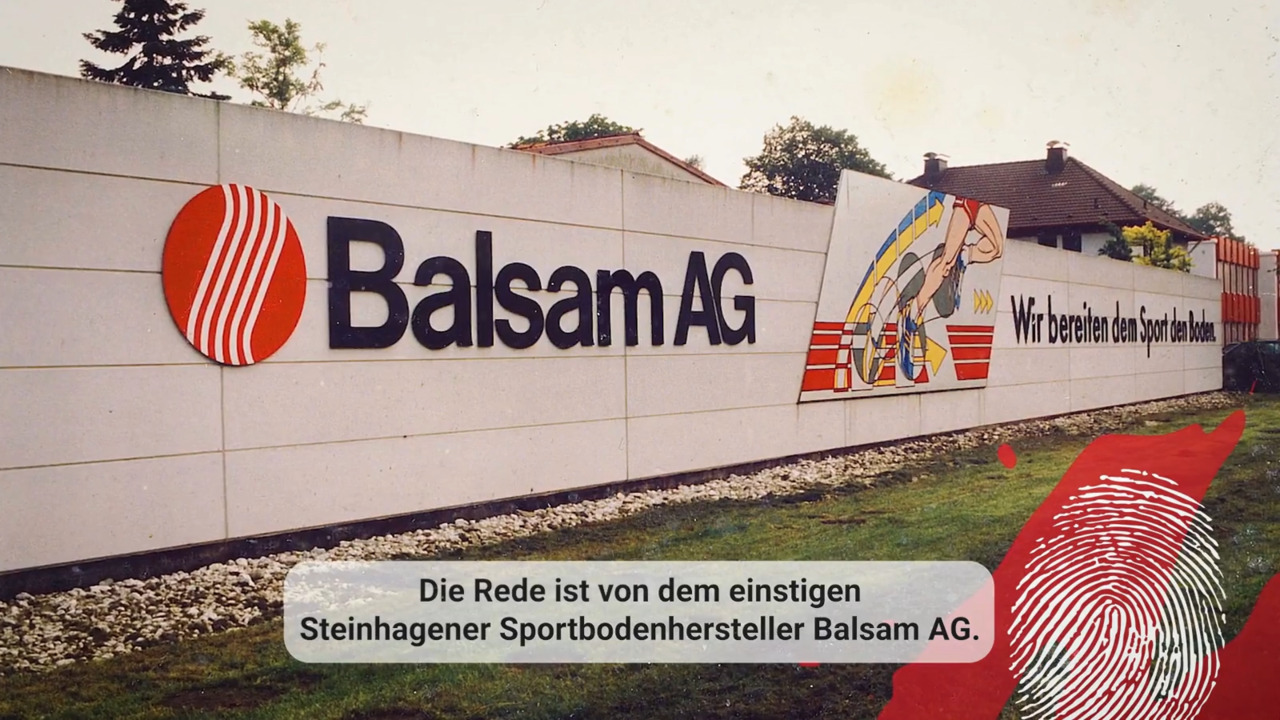 Balsam AG
Wir bereiten dem Sport den Boden.
Die Rede ist von dem einstigen
Steinhagener Sportbodenhersteller Balsam AG.